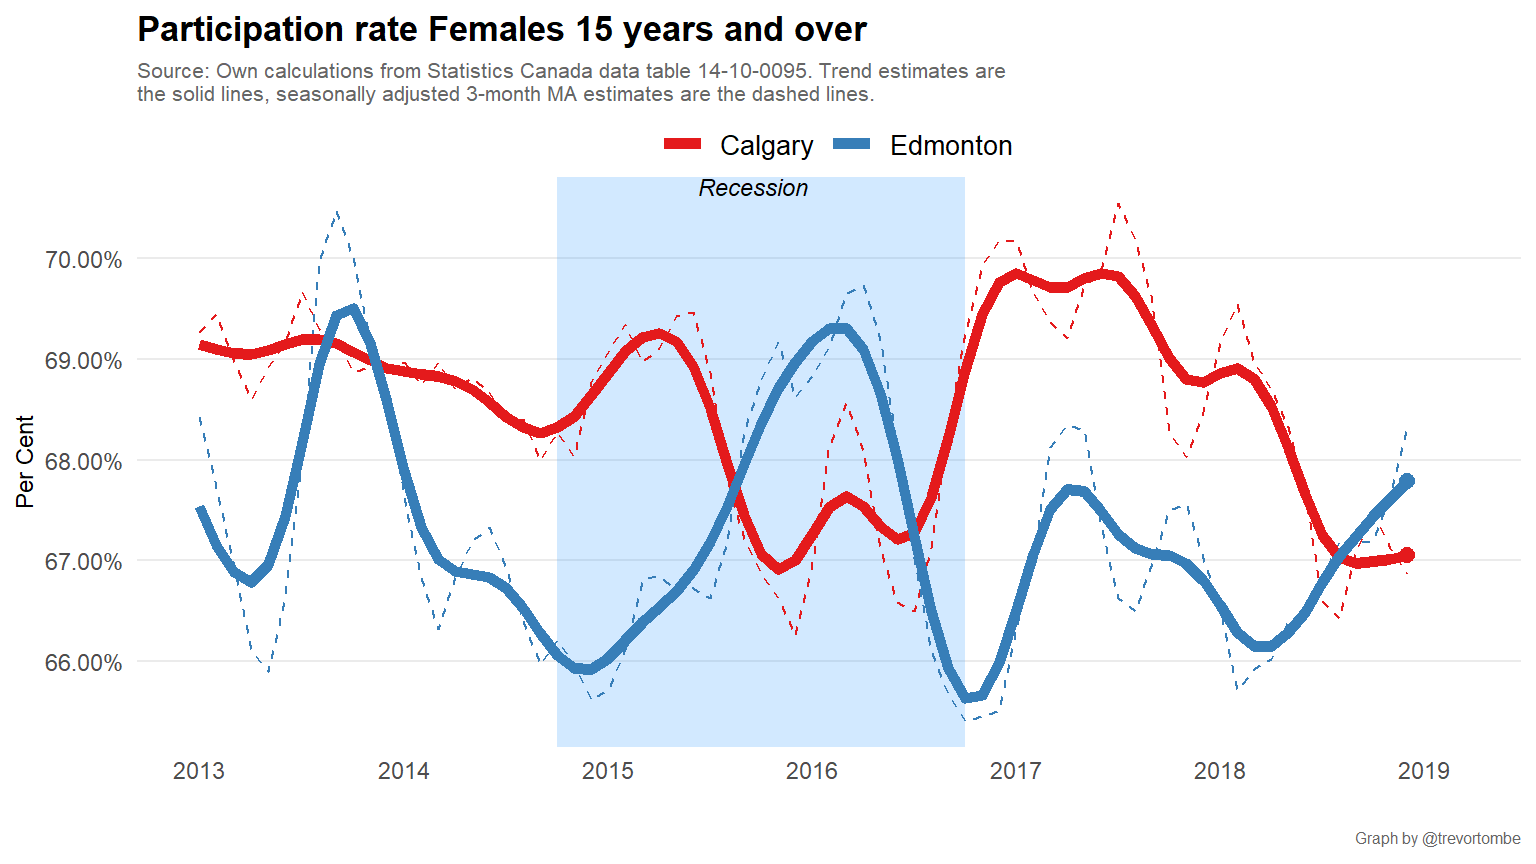 Participation rate Females 15 years and over
Source: Own calculations from Statistics Canada data table 14-10-0095. Trend estimates are
the solid lines, seasonally adjusted 3-month MA estimates are the dashed lines.
Calgary Edmonton
Recession
70.00%
69.00%
68.00%
67.00%
66.00%
Per Cent
2013 2014 2015 2016 2017 2018 2019
Graph by @trevortombe